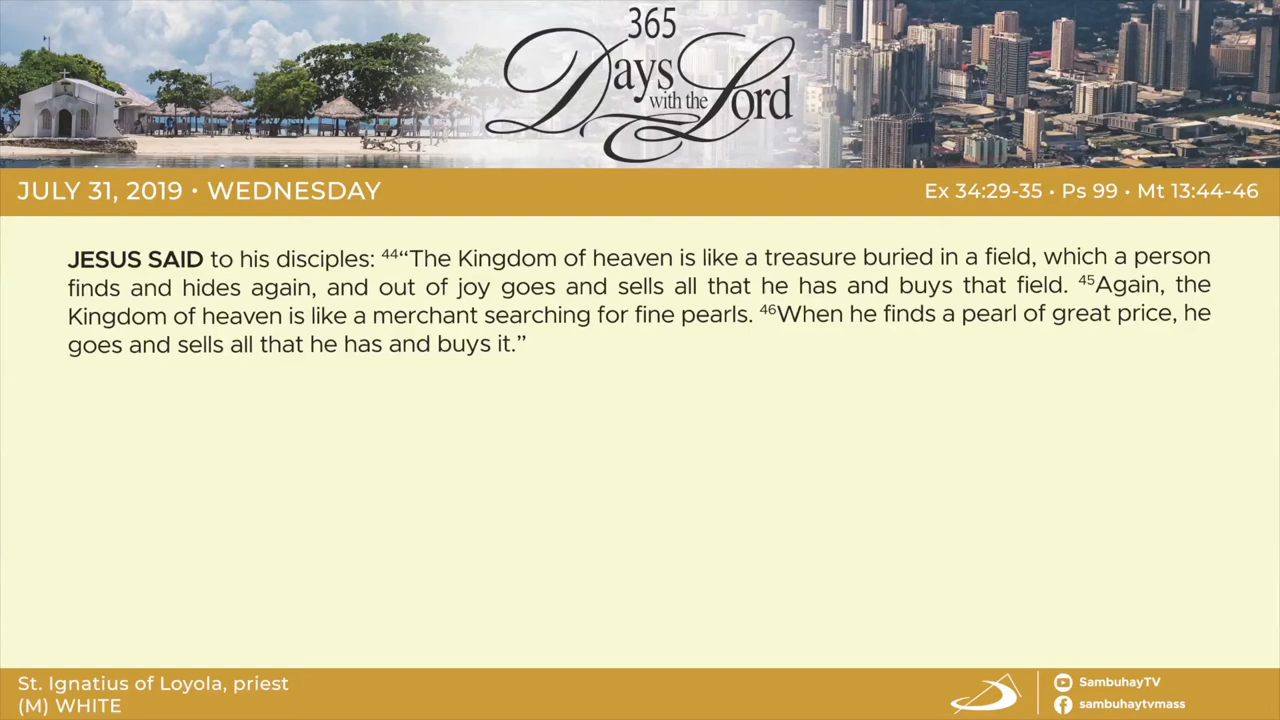 365
Days
with the
Lord
JULY 31, 2019 • WEDNESDAY
Ex 34:29-35 • Ps 99 • Mt 13:44-46
JESUS SAID to his disciples: ⁴⁴“The Kingdom of heaven is like a treasure buried in a field, which a person
finds and hides again, and out of joy goes and sells all that he has and buys that field. ⁴⁵Again, the
Kingdom of heaven is like a merchant searching for fine pearls. ⁴⁶When he finds a pearl of great price, he
goes and sells all that he has and buys it.”
St. Ignatius of Loyola, priest
(M) WHITE
SambuhayTV
sambuhaytvmass